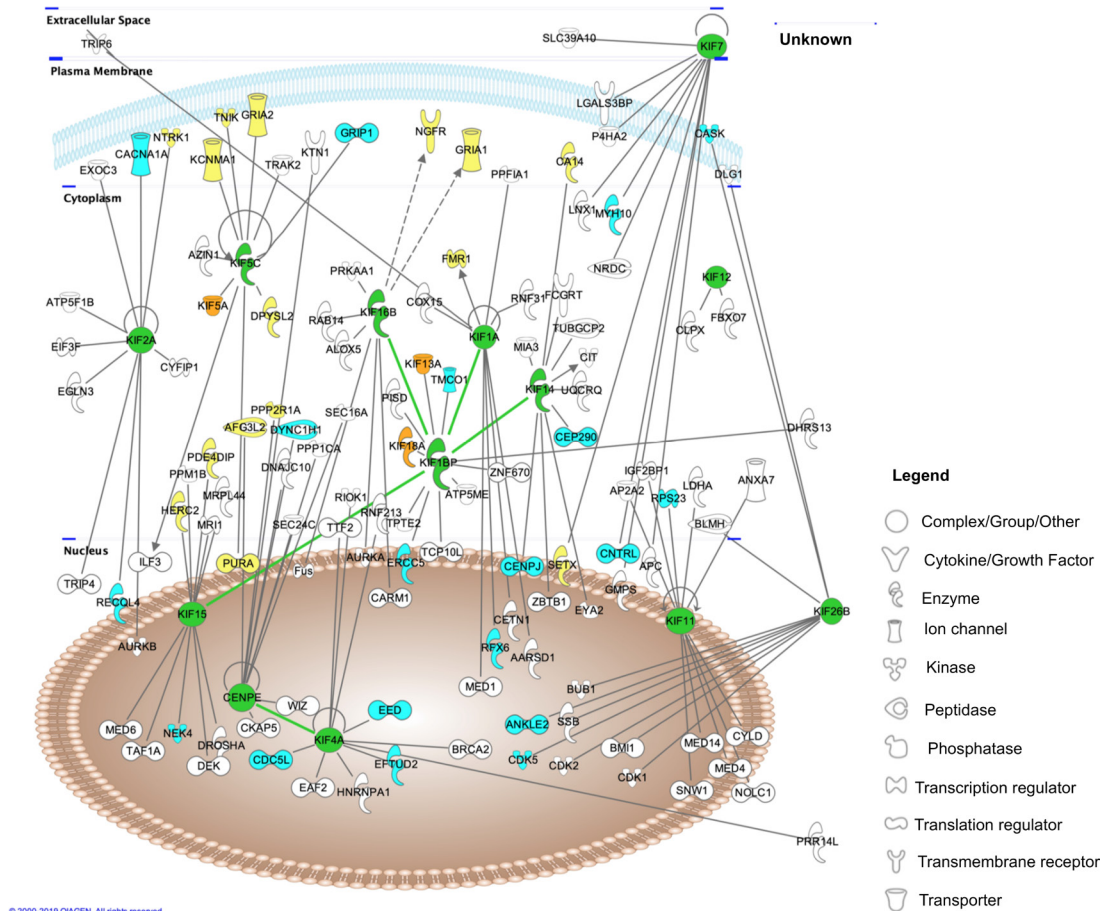 Extracellular Space
TRIP6
SLC39A10
KIF7
Unknown
Plasma Membrane
LGALS3BP
P4HA2
CASK
DLG1
TNIK
GRIA2
NTRK1
CACNA1A
KCNMA1
EXOC3
TRAK2
KTN1
GRIP1
NGFR
GRIA1
PPFIA1
CA14
Cytoplasm
LNX1
MYH10
NRDC
AZIN1
KIF5C
KIF5A
DPYSL2
PRKAA1
KIF16B
RAB14
ALOX5
FMR1
COX15
KIF1A
RNF31
FCGRT
TUBGCP2
MIA3
CIT
KIF14
UQCRQ
CEP290
KIF12
CLPX
FBXO7
ATP5F1B
KIF2A
EIF3F
CYFIP1
EGLN3
KIF13A
TMCO1
PISD
KIF18A
KIF1BP
ZNF670
ATP5ME
DHRS13
PPP2R1A
AFG3L2
DYNC1H1
SEC16A
PPP1CA
PDE4DIP
PPM1B
DNAJC10
MRPL44
HERC2
MRI1
SEC24C
RIOK1
RNF213
TTF2
TPTE2
IGF2BP1
AP2A2
RPS23
LDHA
ANXA7
BLMH
Nucleus
ILF3
TRIP4
RECQL4
PURA
Fus
AURKA
ERCC5
TCP10L
CARM1
CENPJ
SETX
CNTRL
APC
GMPS
ZBTB1
EYA2
CETN1
RFX6
AARSD1
MED1
KIF15
AURKB
KIF11
KIF26B
CENPE
WIZ
CKAP5
KIF4A
EED
MED6
TAF1A
NEK4
DROSHA
DEK
CDC5L
EAF2
HNRNPA1
EFTUD2
BRCA2
BUB1
ANKLE2
SSB
CDK5
CDK2
BMI1
CDK1
MED14
CYLD
MED4
SNW1
NOLC1
PRR14L
Legend
Complex/Group/Other
Cytokine/Growth Factor
Enzyme
Ion channel
Kinase
Peptidase
Phosphatase
Transcription regulator
Translation regulator
Transmembrane receptor
Transporter
© 2000-2019 QIAGEN. All rights reserved.